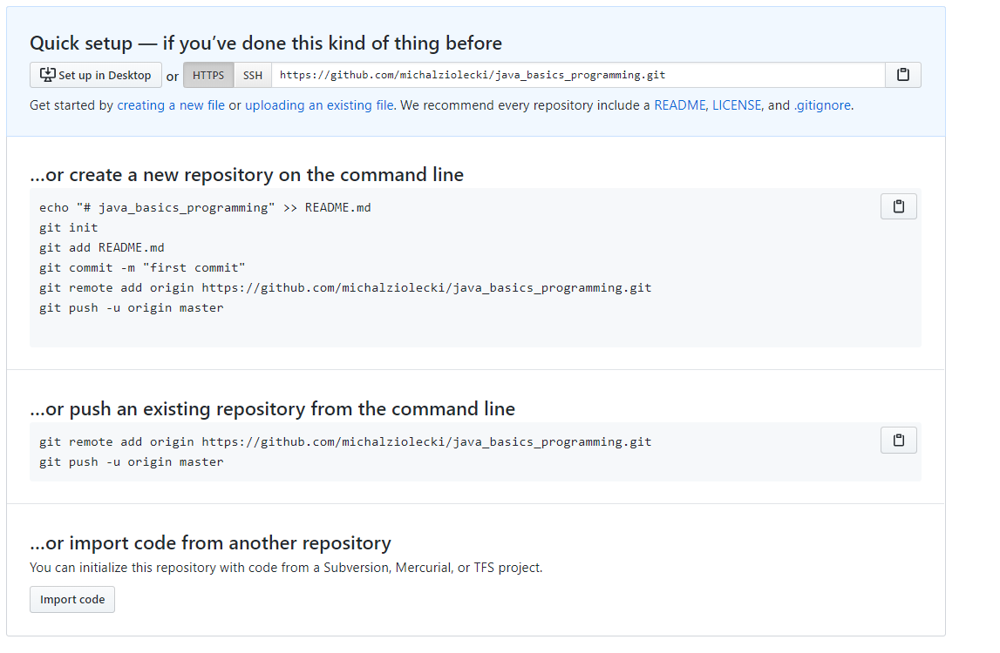 Quick setup — if you’ve done this kind of thing before
Set up in Desktop or HTTPS SSH https://github.com/michalziolecki/java_basics_programming.git
Get started by creating a new file or uploading an existing file. We recommend every repository include a README, LICENSE, and .gitignore.
…or create a new repository on the command line
echo "# java_basics_programming" >> README.md
git init
git add README.md
git commit -m "first commit"
git remote add origin https://github.com/michalziolecki/java_basics_programming.git
git push -u origin master
…or push an existing repository from the command line
git remote add origin https://github.com/michalziolecki/java_basics_programming.git
git push -u origin master
…or import code from another repository
You can initialize this repository with code from a Subversion, Mercurial, or TFS project.
Import code